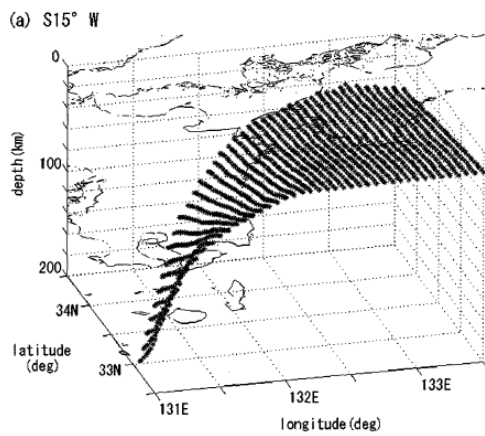 (a) S15° W
0
depth(km)
100
200
34N
latitude
(deg)
33N
131E
132E
133E
longitude(deg)